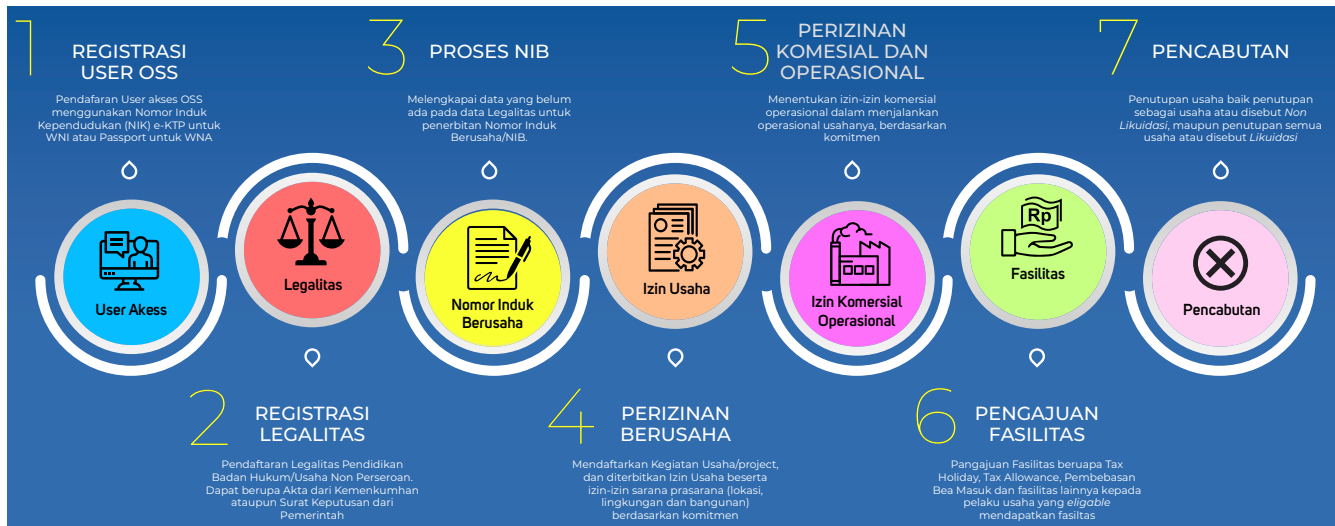 1
REGISTRASI
USER OSS
Pendafaran User akses OSS
menggunakan Nomor Induk
Kependudukan (NIK) e-KTP untuk
WNI atau Passport untuk WNA
3
PROSES NIB
Melengkapai data yang belum
ada pada data Legalitas untuk
penerbitan Nomor Induk
Berusaha/NIB.
5
PERIZINAN
KOMESIAL DAN
OPERASIONAL
Menentukan izin-izin komersial
operasional dalam menjalankan
operasional usahanya, berdasarkan
komitmen
7
PENCABUTAN
Penutupan usaha baik penutupan
sebagai usaha atau disebut Non
Likuidasi, maupun penutupan semua
usaha atau disebut Likuidasi
User Akess
Legalitas
Nomor Induk
Berusaha
Izin Usaha
Izin Komersial
Operasional
Rp
Fasilitas
Pencabutan
2
REGISTRASI
LEGALITAS
Pendaftaran Legalitas Pendidikan
Badan Hukum/Usaha Non Perseroan.
Dapat berupa Akta dari Kemenkumhan
ataupun Surat Keputusan dari
Pemerintah
4
PERIZINAN
BERUSAHA
Mendaftarkan Kegiatan Usaha/project,
dan diterbitkan Izin Usaha beserta
izin-izin sarana prasarana (lokasi,
lingkungan dan bangunan)
berdasarkan komitmen
6
PENGAJUAN
FASILITAS
Pangajuan Fasilitas beruapa Tax
Holiday, Tax Allowance, Pembebasan
Bea Masuk dan fasilitas lainnya kepada
pelaku usaha yang eligable
mendapatkan fasiltas